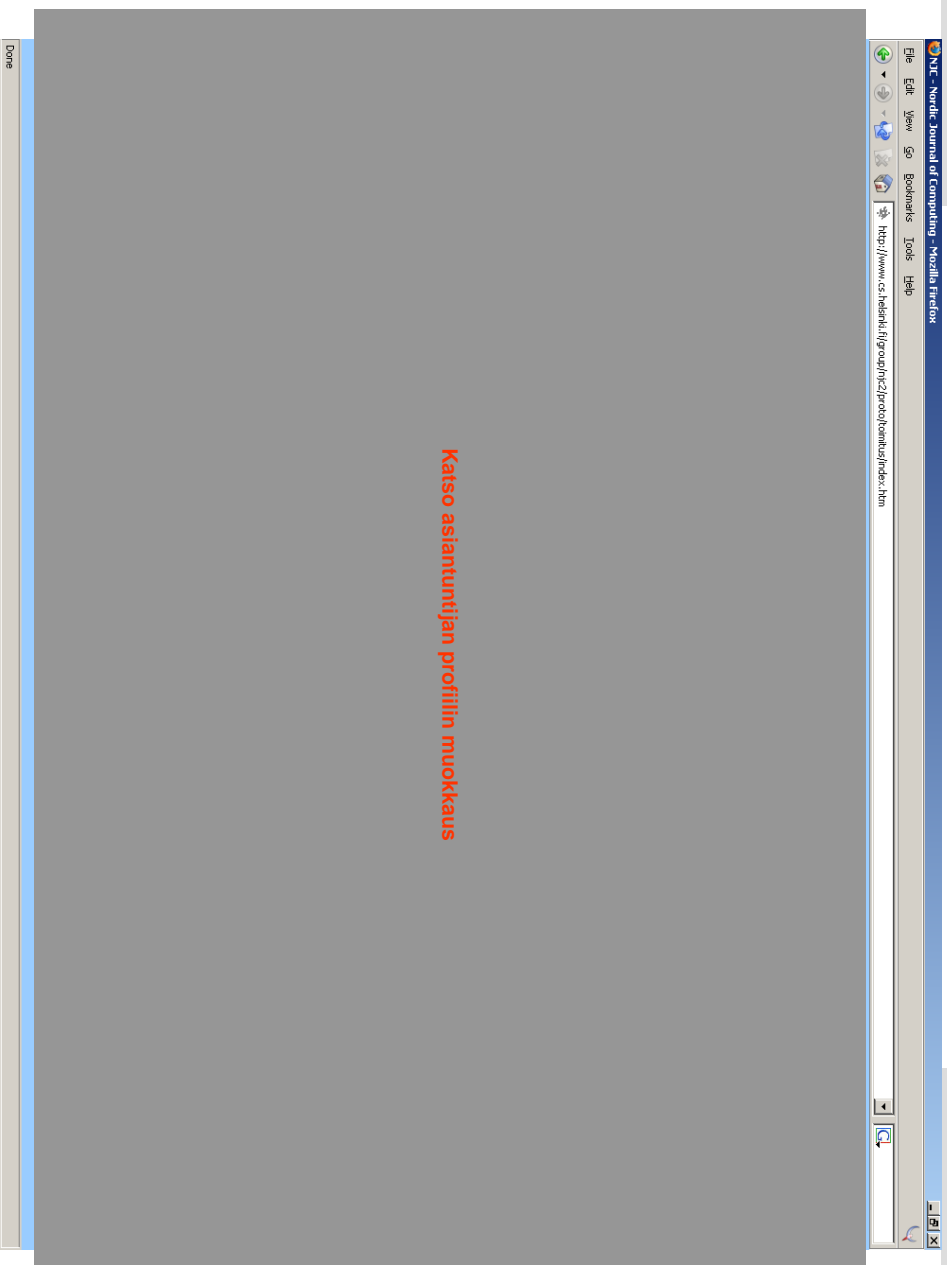 NJC - Nordic Journal of Computing - Mozilla Firefox
File Edit View Go Bookmarks Tools Help
http://www.cs.helsinki.fi/group/njc2/proto/toimitus/index.htm
Katso asiantuntijan profiilin muokkaus
Done